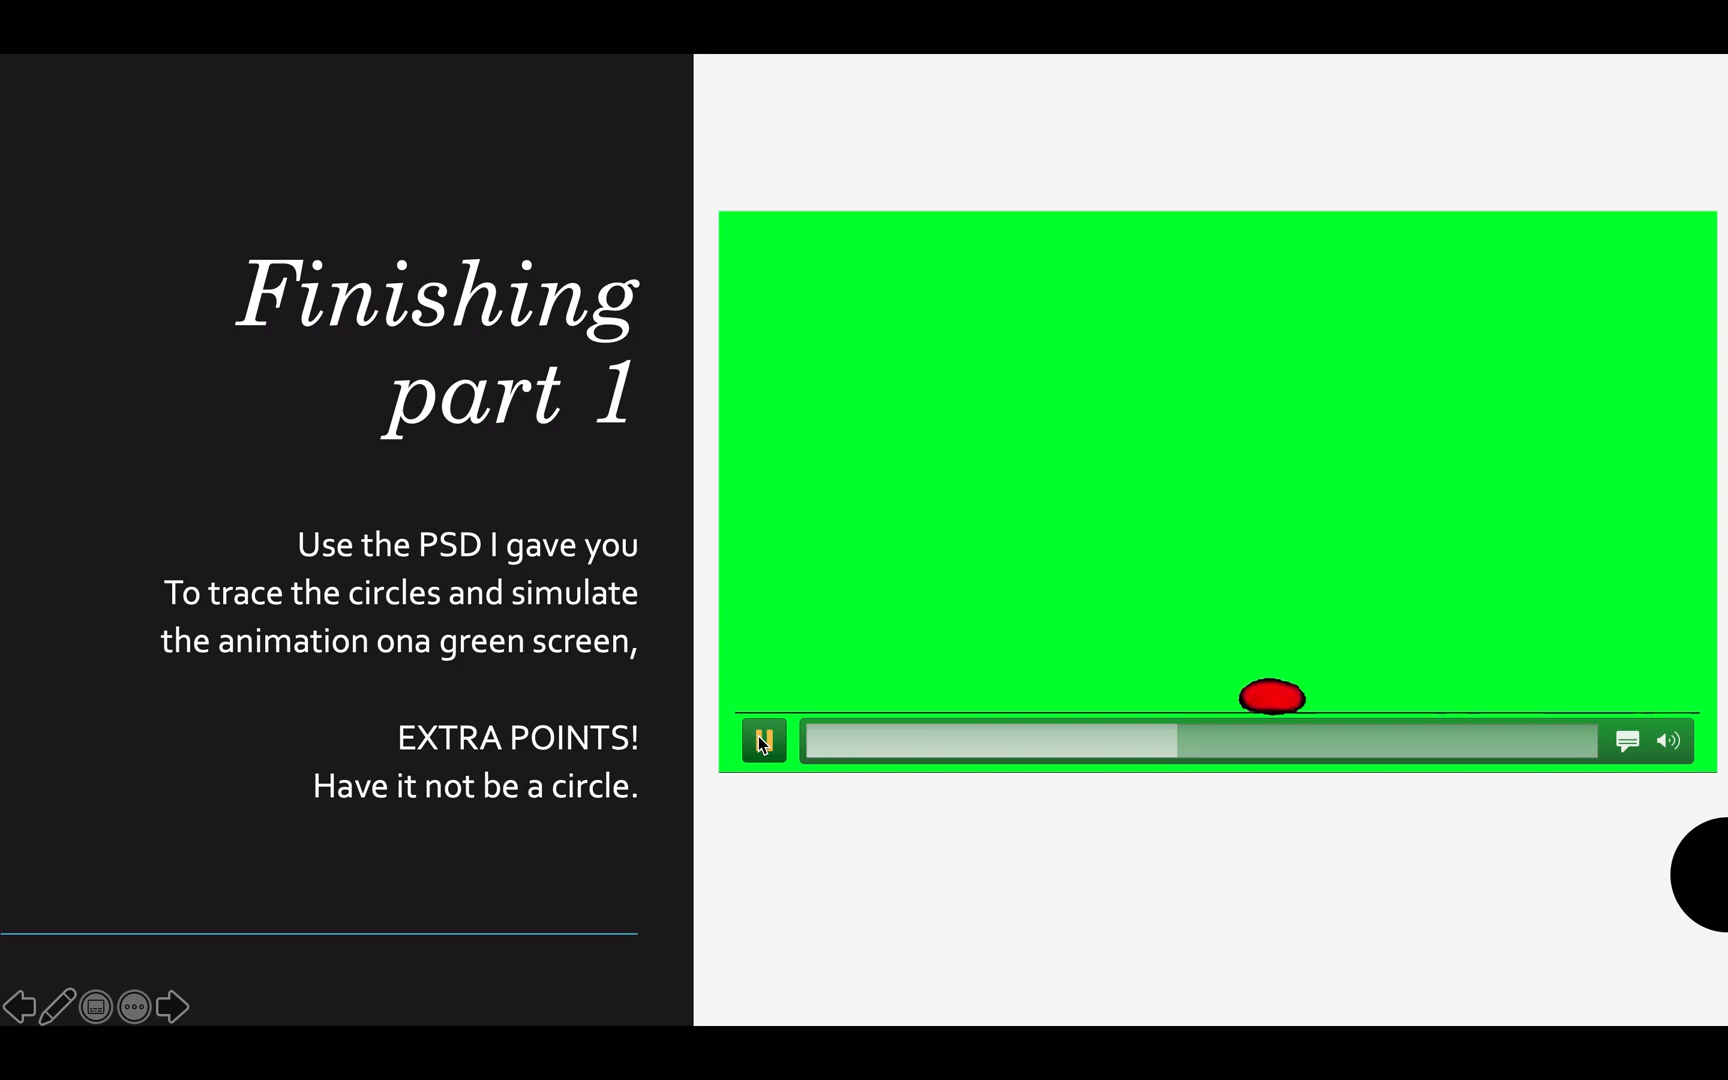 Finishing
part 1
Use the PSD I gave you
To trace the circles and simulate
the animation ona green screen,
EXTRA POINTS!
Have it not be a circle.